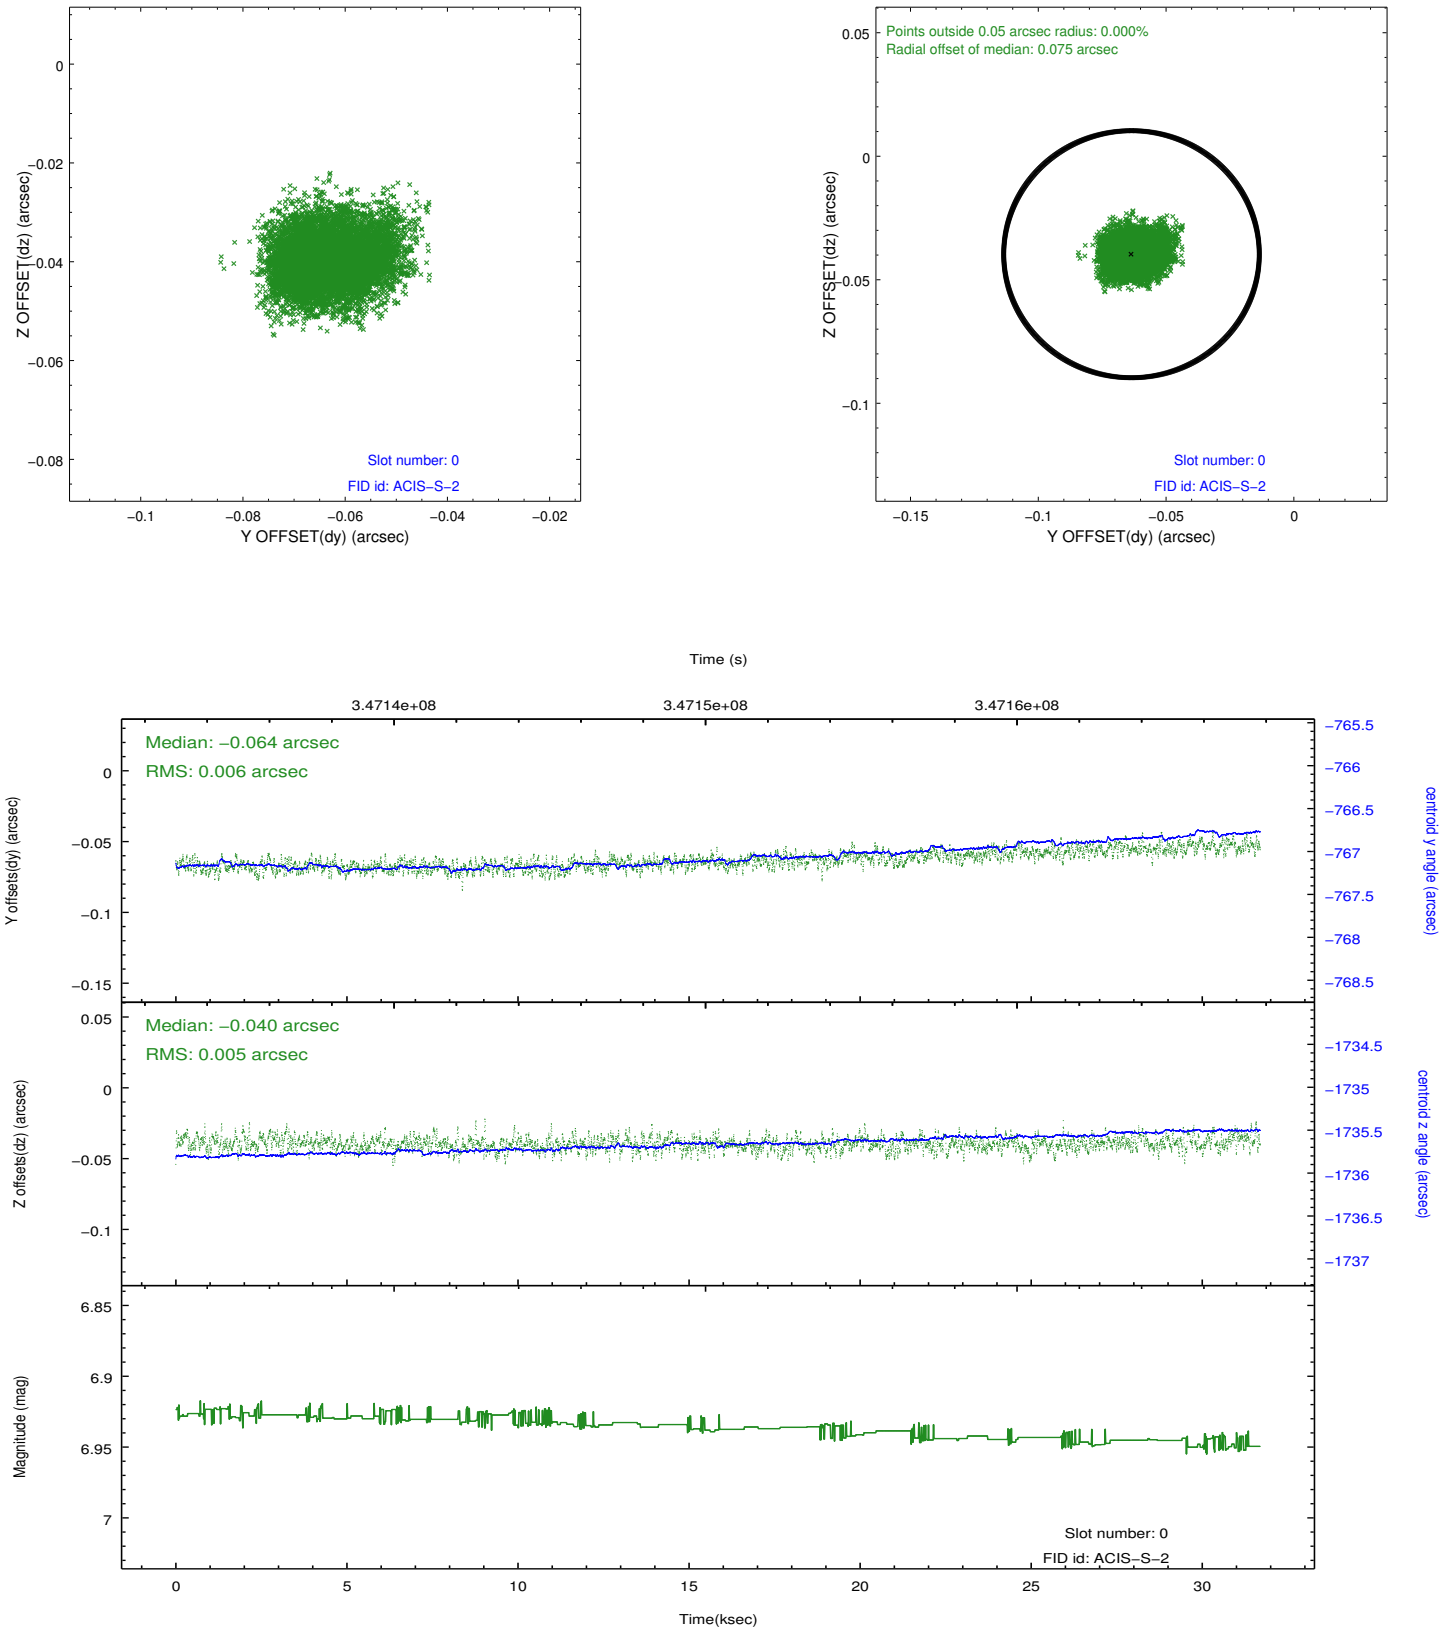 0
−0.02
−0.04
−0.06
−0.08
Z OFFSET(dz) (arcsec)
Slot number: 0
FID id: ACIS−S−2
−0.1
−0.08
−0.06
−0.04
−0.02
Y OFFSET(dy) (arcsec)
Points outside 0.05 arcsec radius: 0.000%
Radial offset of median: 0.075 arcsec
0.05
0
−0.05
−0.1
Z OFFSET(dz) (arcsec)
Slot number: 0
FID id: ACIS−S−2
−0.15
−0.1
−0.05
0
Y OFFSET(dy) (arcsec)
Time (s)
3.4714e+08
3.4715e+08
3.4716e+08
Median: −0.064 arcsec
RMS: 0.006 arcsec
0
−0.05
−0.1
−0.15
Y offsets(dy) (arcsec)
−765.5
−766
−766.5
−767
−767.5
−768
−768.5
centroid y angle (arcsec)
Median: −0.040 arcsec
RMS: 0.005 arcsec
0.05
0
−0.05
−0.1
Z offsets(dz) (arcsec)
−1734.5
−1735
−1735.5
−1736
−1736.5
−1737
centroid z angle (arcsec)
6.85
6.9
6.95
7
Magnitude (mag)
Slot number: 0
FID id: ACIS−S−2
0
5
10
15
20
25
30
Time(ksec)